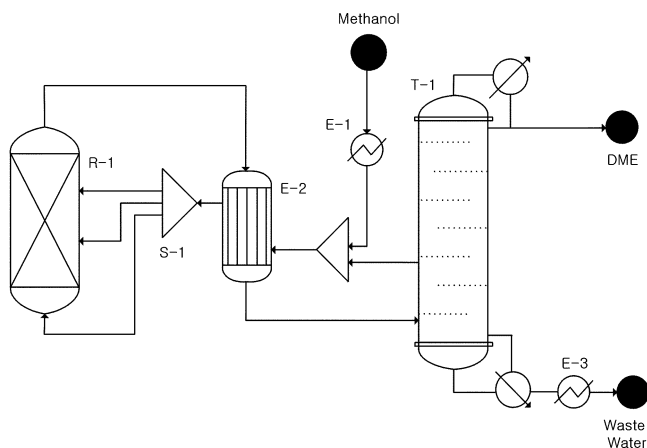 Methanol
T-1
E-1
DME
R-1
E-2
S-1
E-3
Waste
Water